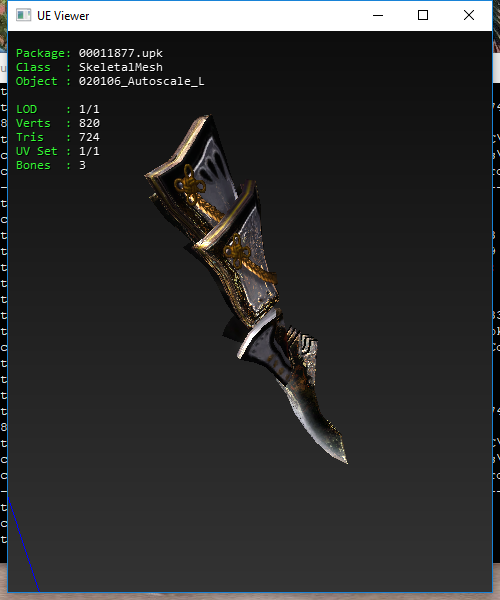 UE Viewer
Package: 00011877.upk
Class  : SkeletalMesh
Object : 020106_Autoscale_L
LOD    : 1/1
Verts  : 820
Tris   : 724
UV Set : 1/1
Bones  : 3